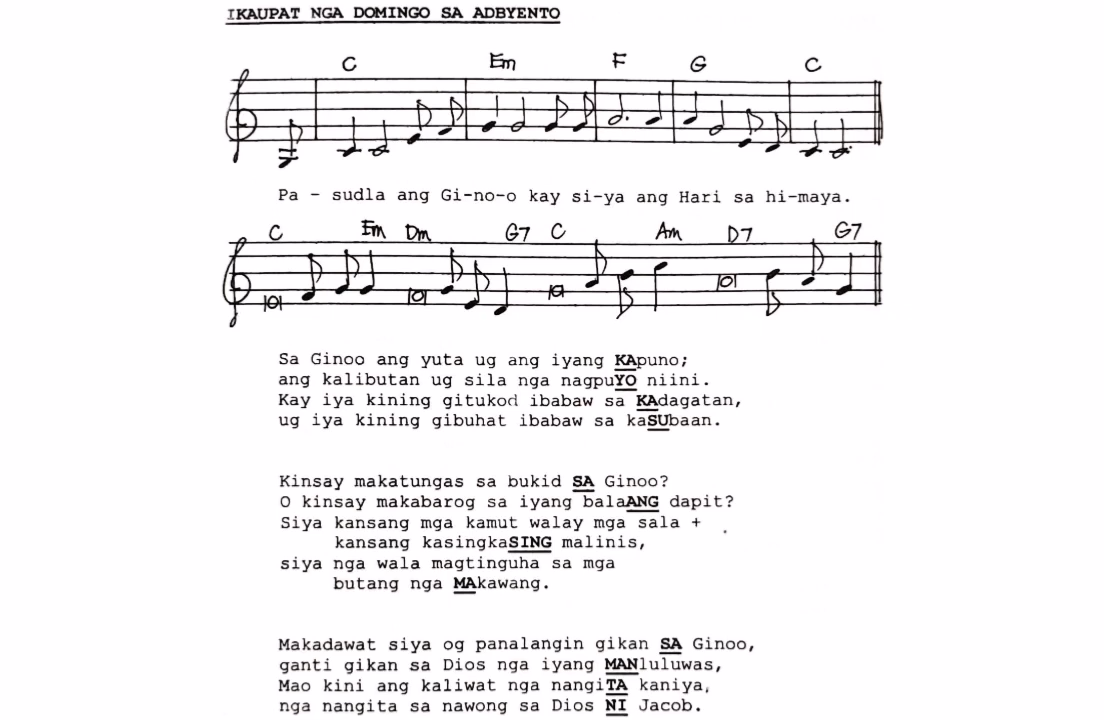 IKAUPAT NGA DOMINGO SA ADBYENTO
C Em F G C
Pa - sudla ang Gi-no-o kay si-ya ang Hari sa hi-maya.
C Em Dm G7 C Am D7 G7
Sa Ginoo ang yuta ug ang iyang KApuno;
ang kalibutan ug sila nga nagpuYO niini.
Kay iya kining gitukod ibabaw sa KAdagatan,
ug iya kining gibuhat ibabaw sa kaSUbaan.
Kinsay makatungas sa bukid SA Ginoo?
O kinsay makabarog sa iyang balaANG dapit?
Siya kansang mga kamut walay mga sala +
kansang kasingkaSING malinis,
siya nga wala magtinguha sa mga
butang nga MAkawang.
Makadawat siya og panalangin gikan SA Ginoo,
ganti gikan sa Dios nga iyang MANluluwas,
Mao kini ang kaliwat nga nangiTA kaniya,
nga nangita sa nawong sa Dios NI Jacob.